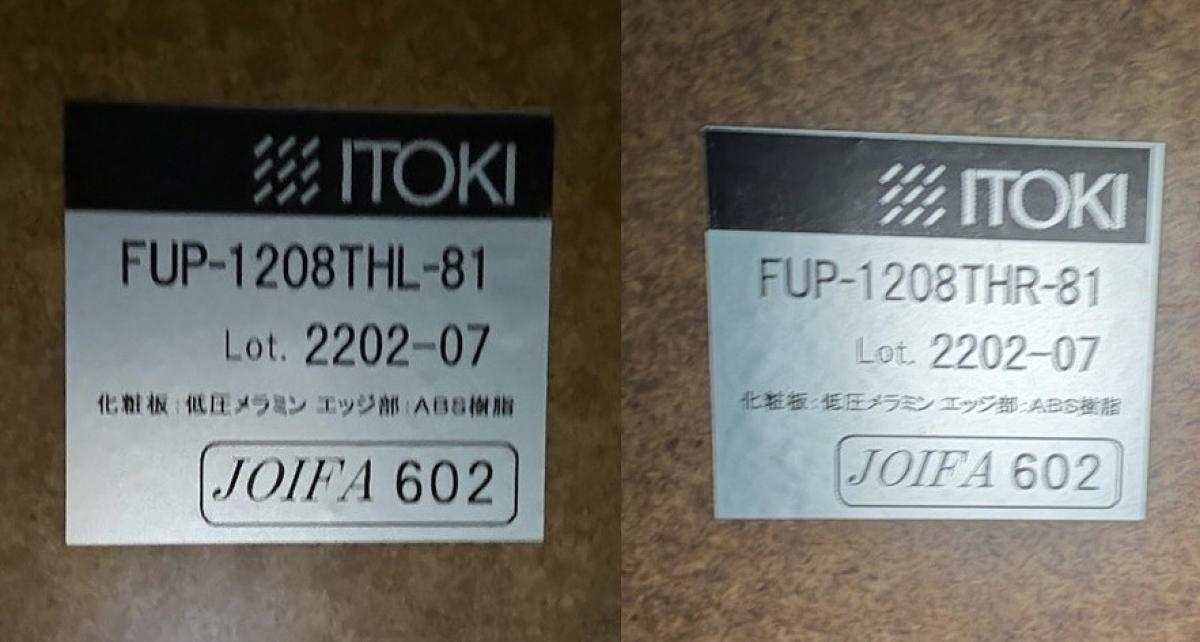 ITOKI
FUP-1208THL-81
Lot. 2202-07
化粧板:低圧メラミン エッジ部:ABS樹脂
JOIFA 602
ITOKI
FUP-1208THR-81
Lot. 2202-07
化粧板:低圧メラミン エッジ部:ABS樹脂
JOIFA 602